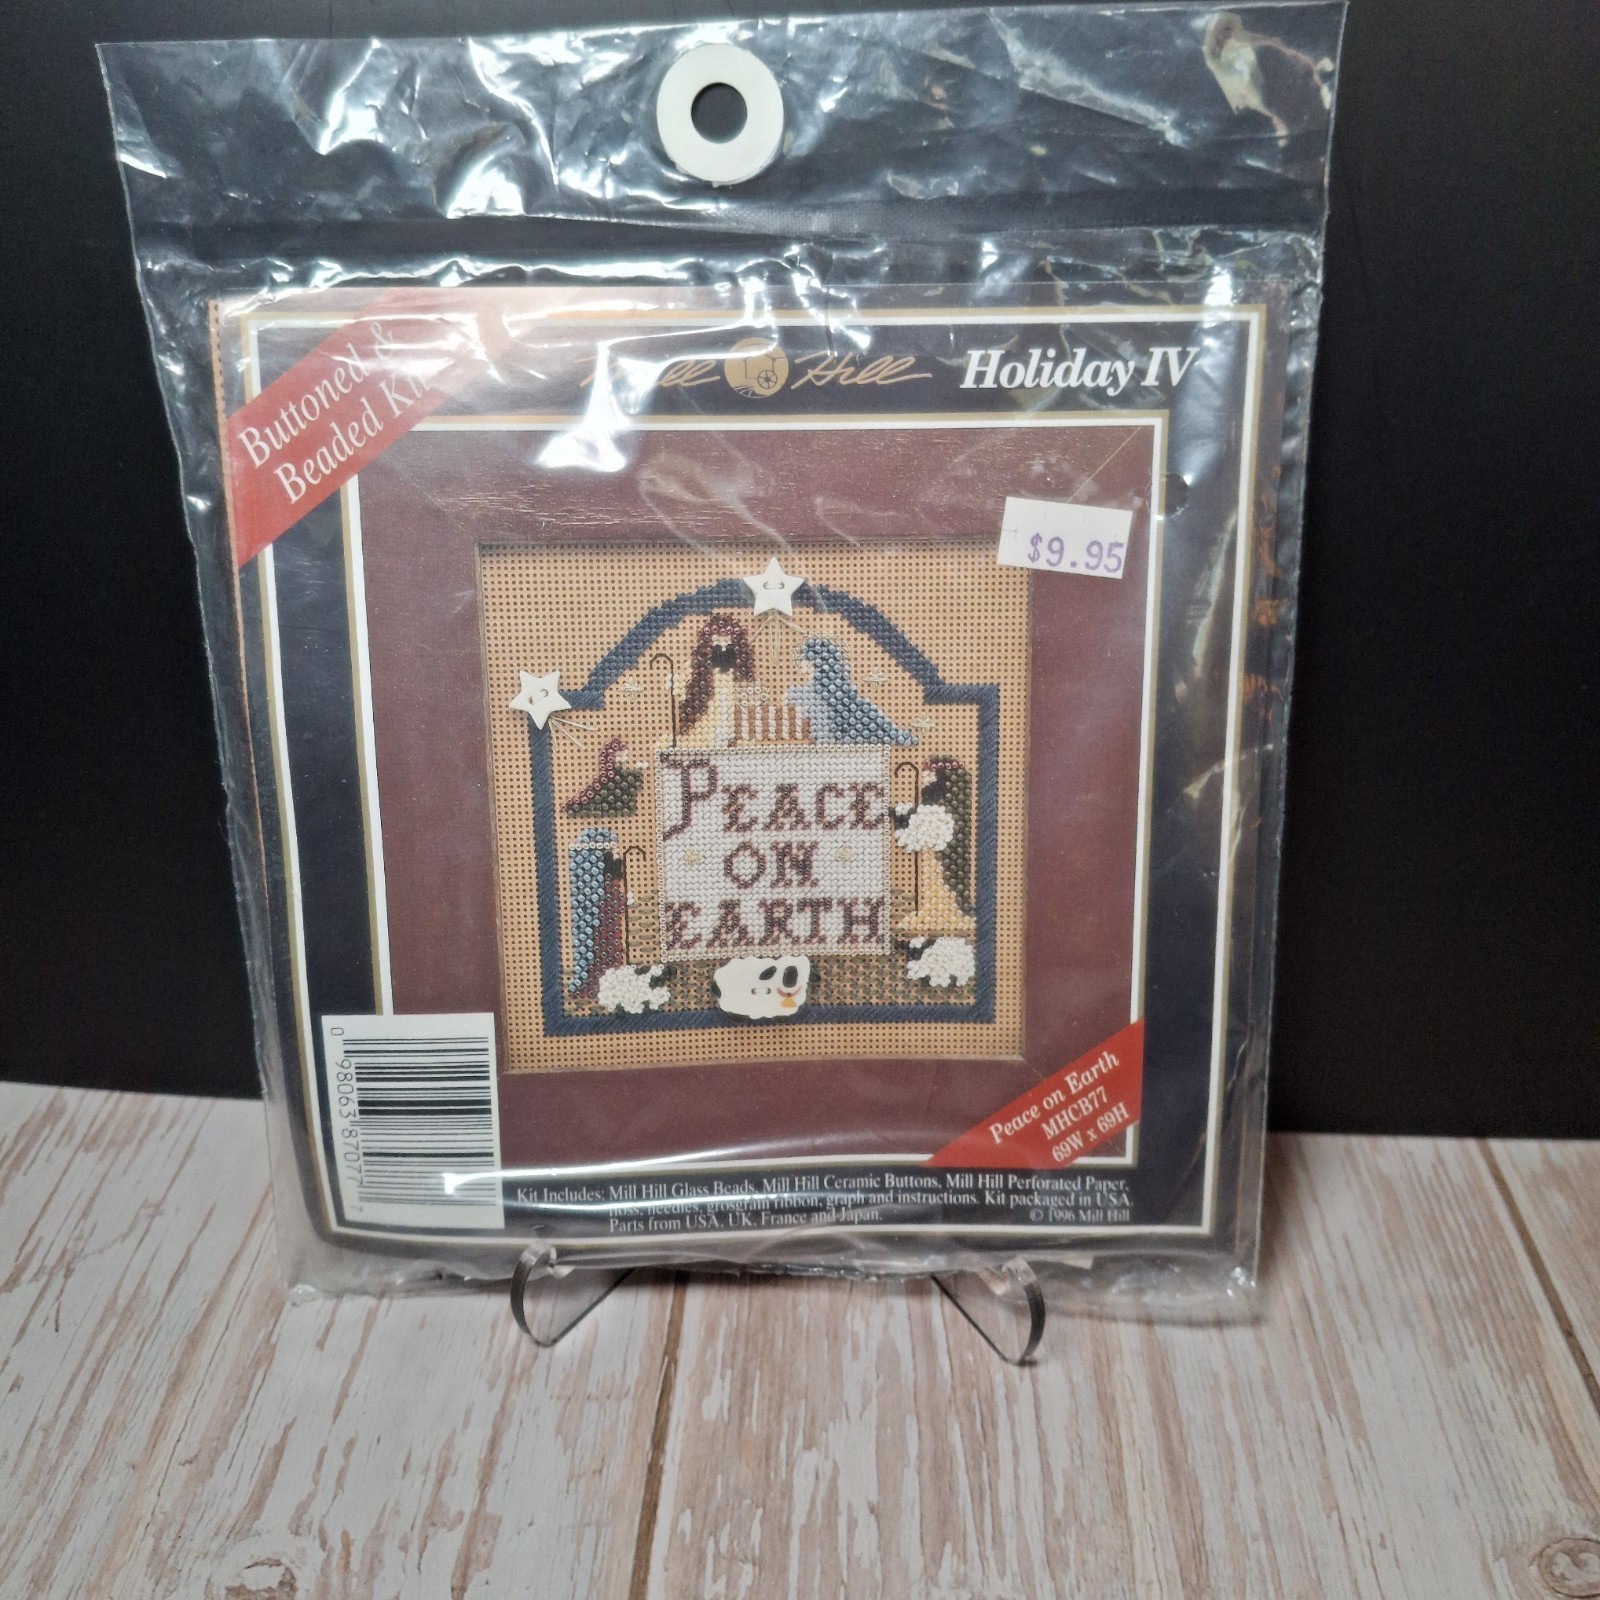 Buttoned &
Beaded Kit
Mill Hill
Holiday IV
$9.95
PEACE
ON
EARTH
Peace on Earth
MHCB77
69W x 69H
0 98063 87077 7
Kit Includes: Mill Hill Glass Beads, Mill Hill Ceramic Buttons, Mill Hill Perforated Paper,
floss, needles, grosgrain ribbon, graph and instructions. Kit packaged in USA.
Parts from USA, UK, France and Japan.
© 1996 Mill Hill